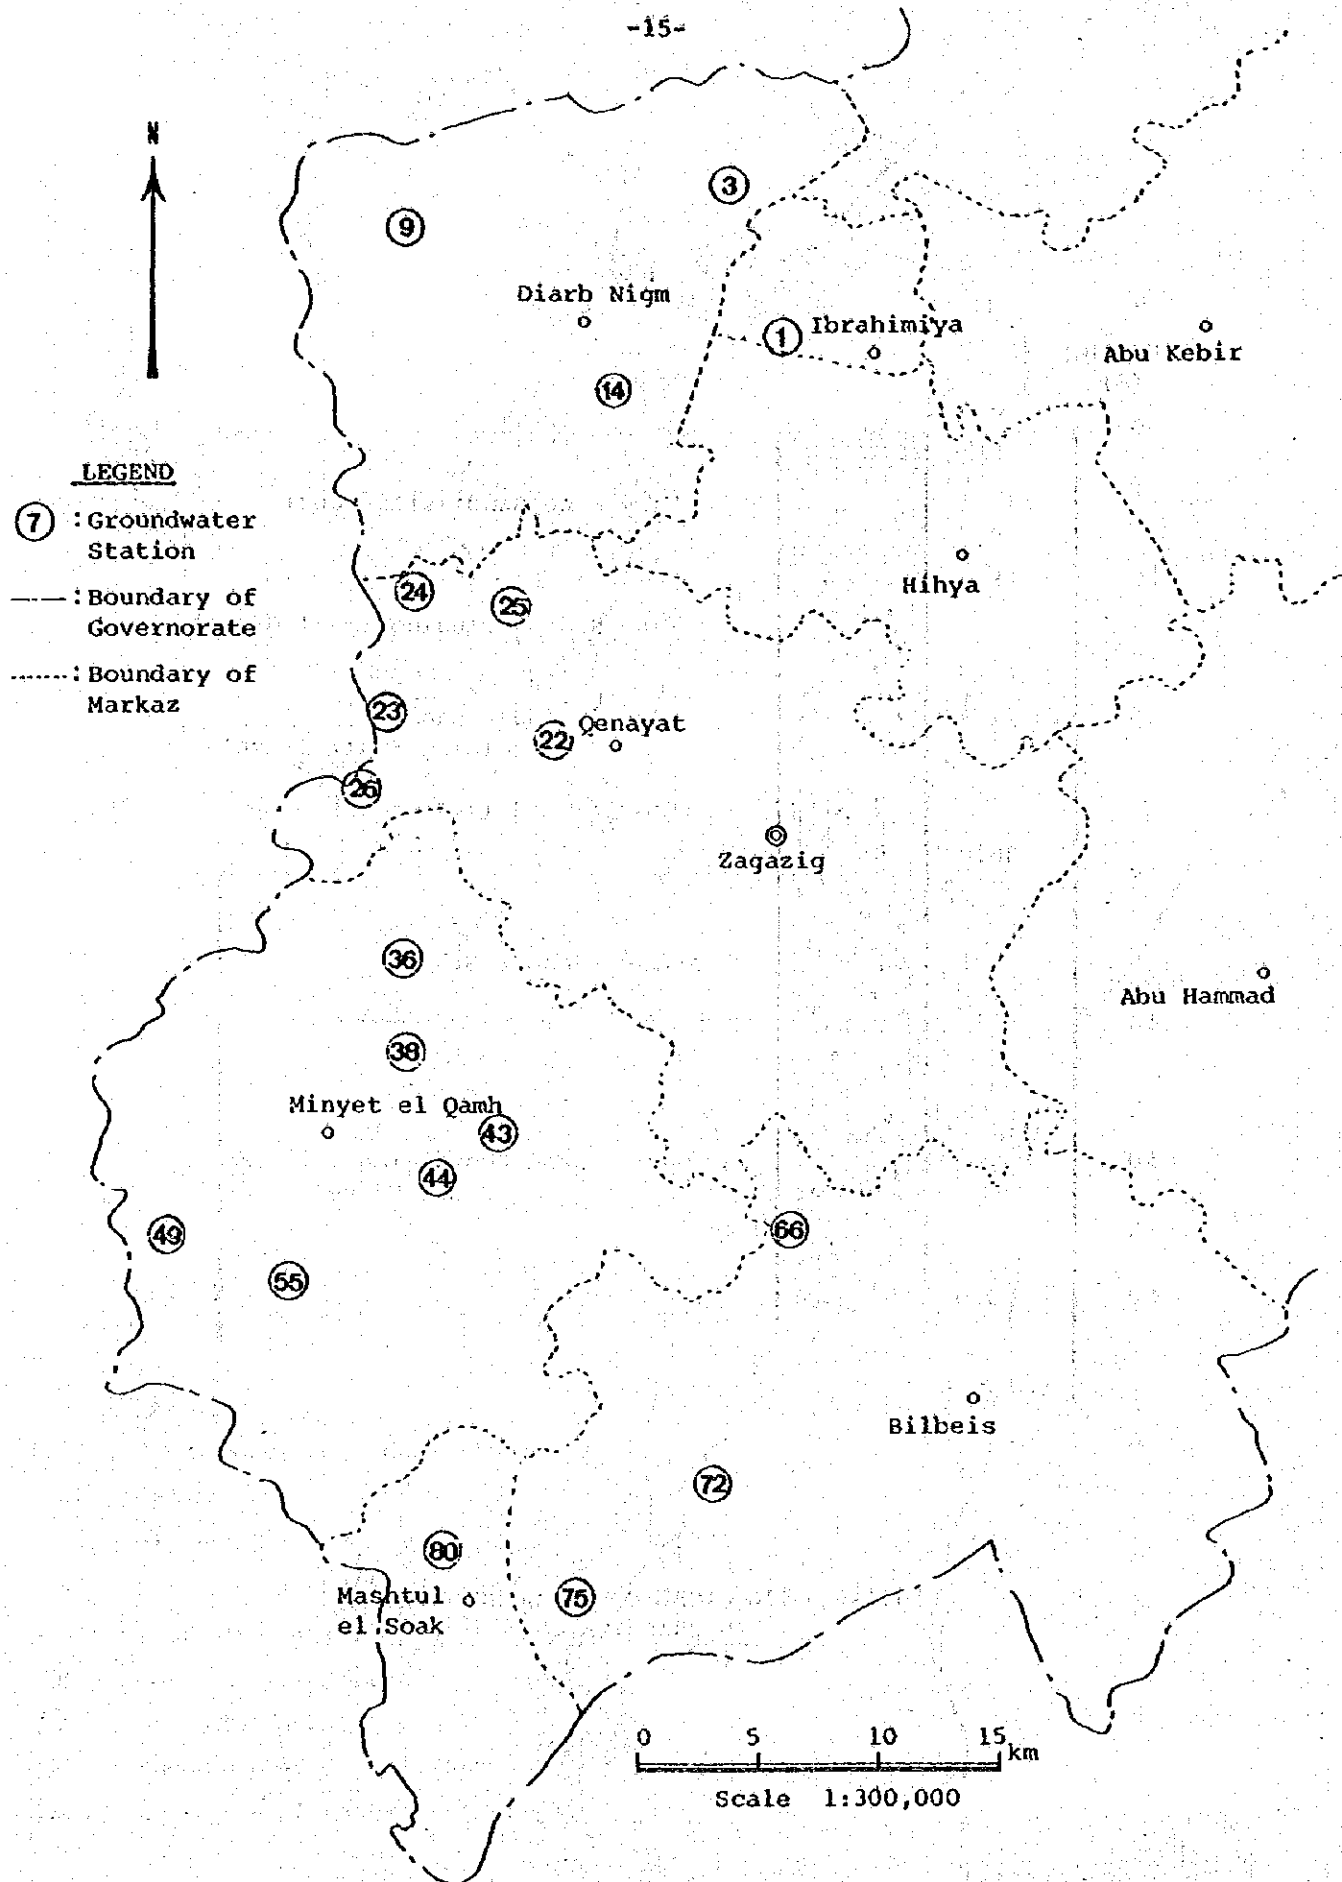 -15-
N
3
9
Diarb Nigm
1
Ibrahimiya
Abu Kebir
14
LEGEND
7 : Groundwater
Station
—·—: Boundary of
Governorate
.......: Boundary of
Markaz
24
25
Hihya
23
22
Qenayat
26
Zagazig
36
Abu Hammad
38
Minyet el Qamh
43
44
49
66
55
Bilbeis
72
80
Mashtul
el Soak
75
0 5 10 15 km
Scale 1:300,000